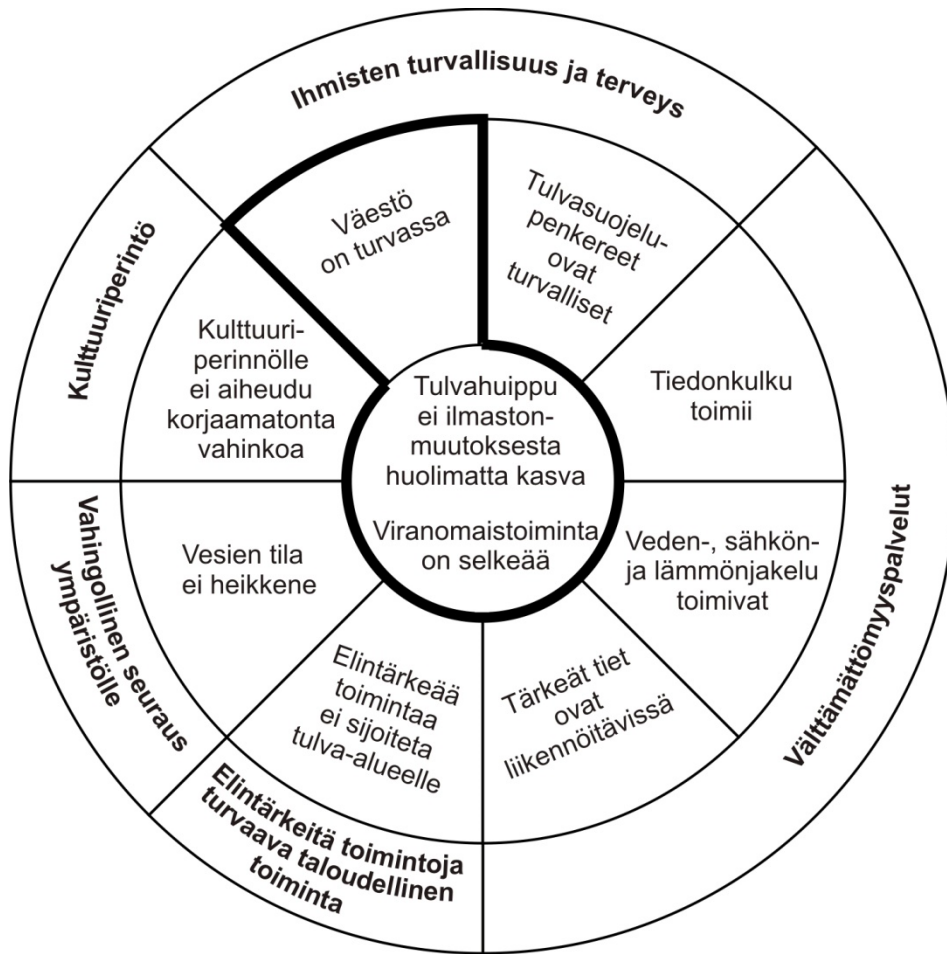 Ihmisten turvallisuus ja terveys
Väestö
on turvassa
Tulvasuojelu-
penkereet
ovat
turvalliset
Kulttuuriperintö
Kulttuuri-
perinnölle
ei aiheudu
korjaamatonta
vahinkoa
Tulvahuippu
ei ilmaston-
muutoksesta
huolimatta kasva
Viranomaistoiminta
on selkeää
Tiedonkulku
toimii
Välttämättömyyspalvelut
Veden-, sähkön-
ja lämmönjakelu
toimivat
Vesien tila
ei heikkene
Vahingollinen seuraus
ympäristölle
Elintärkeää
toimintaa
ei sijoiteta
tulva-alueelle
Tärkeät tiet
ovat
liikennöitävissä
Elintärkeitä toimintoja
turvaava taloudellinen
toiminta